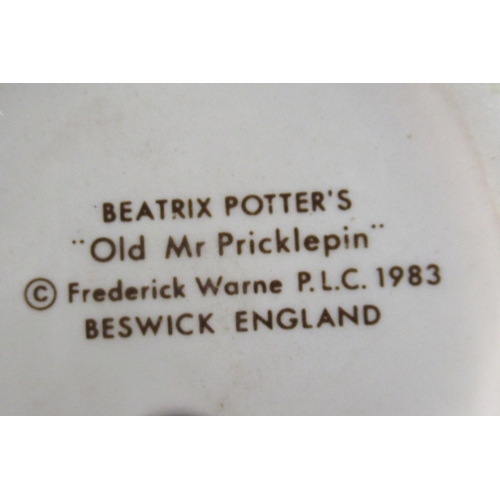 BEATRIX POTTER'S
"Old Mr Pricklepin"
© Frederick Warne P.L.C. 1983
BESWICK ENGLAND